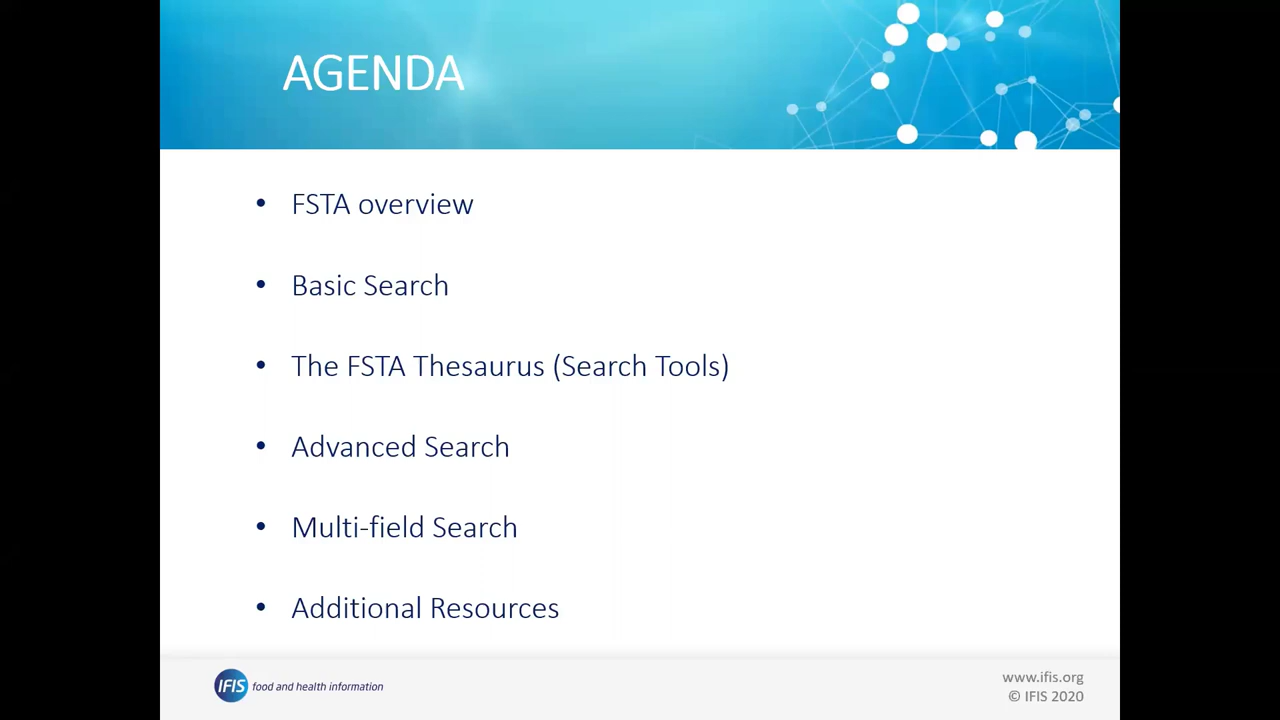 AGENDA
• FSTA overview
• Basic Search
• The FSTA Thesaurus (Search Tools)
• Advanced Search
• Multi-field Search
• Additional Resources
IFIS food and health information
www.ifis.org
© IFIS 2020